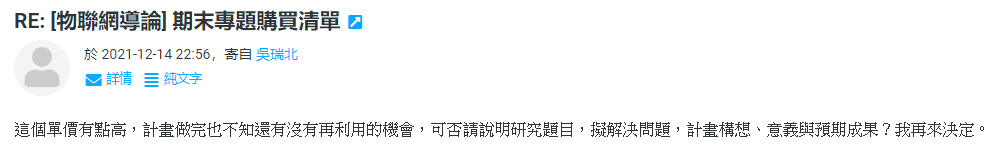 RE: [物聯網導論] 期末專題購買清單
於 2021-12-14 22:56，寄自 吳瑞北
詳情 純文字
這個單價有點高，計畫做完也不知還有沒有再利用的機會，可否請說明研究題目，擬解決問題，計畫構想、意義與預期成果？我再來決定。